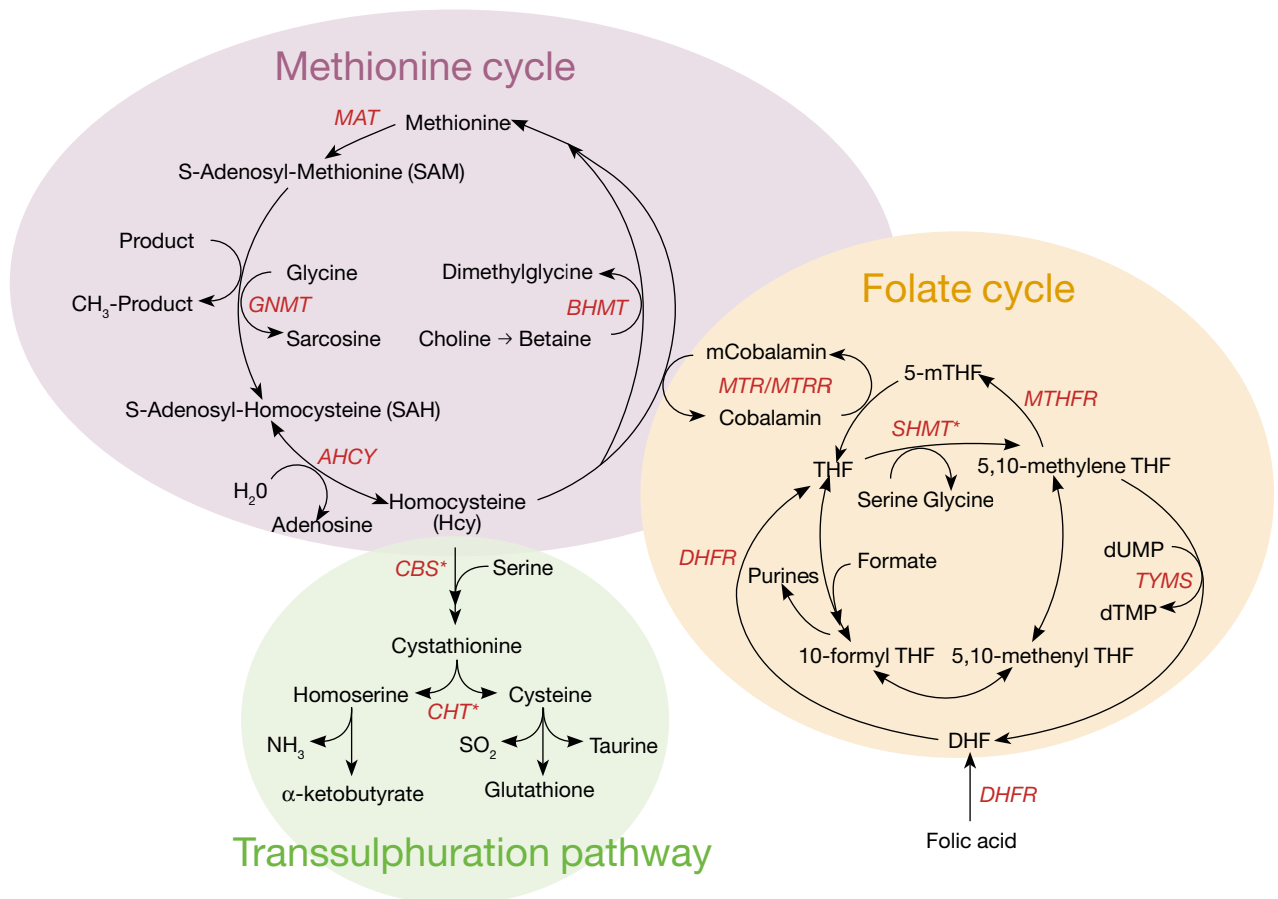 Methionine cycle
MAT
Methionine
S-Adenosyl-Methionine (SAM)
Product
Glycine
CH3-Product
GNMT
Sarcosine
Dimethylglycine
BHMT
Choline → Betaine
S-Adenosyl-Homocysteine (SAH)
AHCY
H20
Adenosine
Homocysteine
(Hcy)
Folate cycle
mCobalamin
MTR/MTRR
Cobalamin
5-mTHF
MTHFR
SHMT*
THF
5,10-methylene THF
Serine Glycine
DHFR
Purines
Formate
dUMP
TYMS
dTMP
10-formyl THF
5,10-methenyl THF
DHF
DHFR
Folic acid
CBS*
Serine
Cystathionine
Homoserine
Cysteine
CHT*
NH3
SO2
Taurine
α-ketobutyrate
Glutathione
Transsulphuration pathway